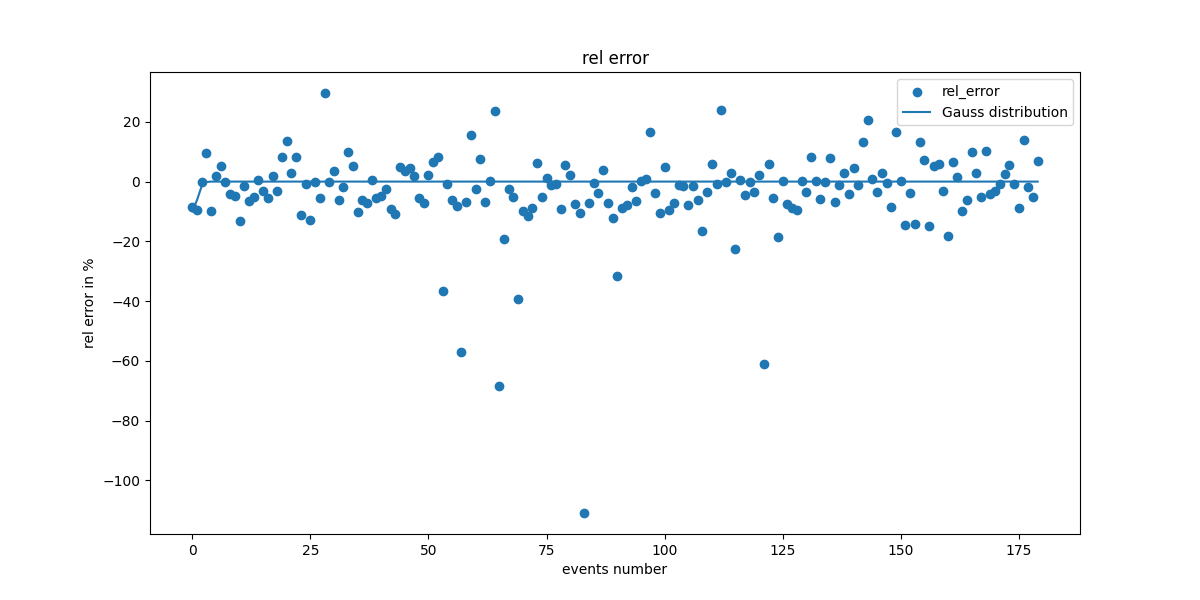 rel error
rel_error
Gauss distribution
20
0
−20
−40
−60
−80
−100
rel error in %
0 25 50 75 100 125 150 175
events number